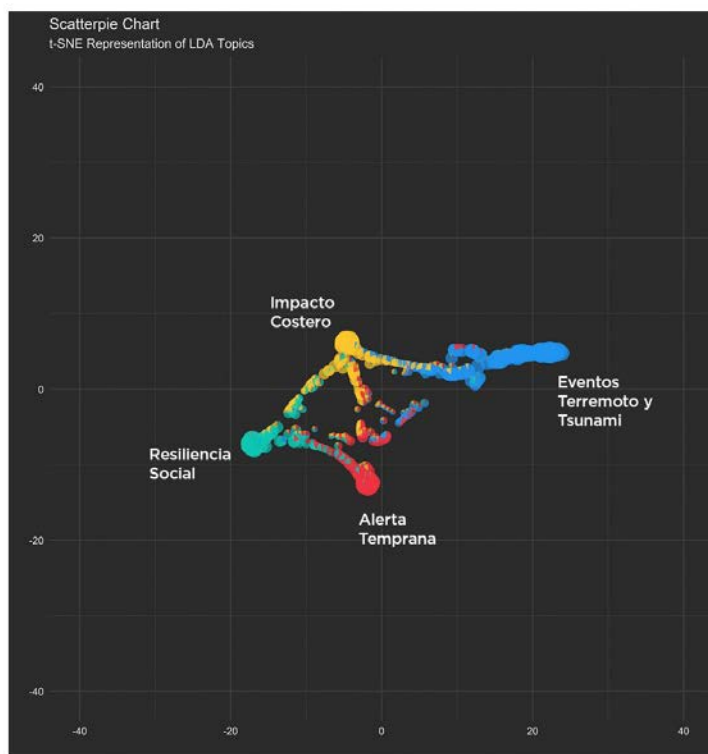 Scatterpie Chart
t-SNE Representation of LDA Topics
40
20
Impacto
Costero
Eventos
Terremoto y
Tsunami
0
Resiliencia
Social
Alerta
Temprana
-20
-40
-40
-20
0
20
40